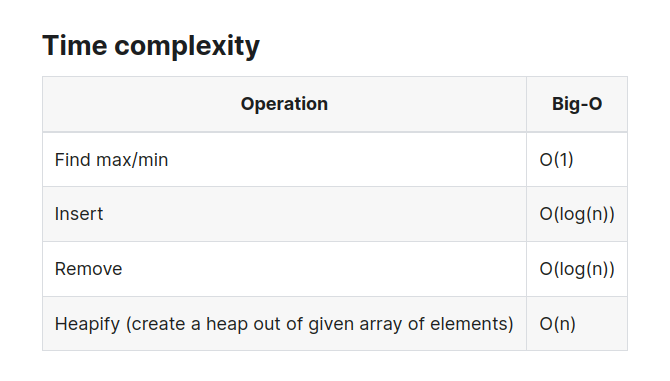 Time complexity
Operation Big-O
Find max/min O(1)
Insert O(log(n))
Remove O(log(n))
Heapify (create a heap out of given array of elements) O(n)